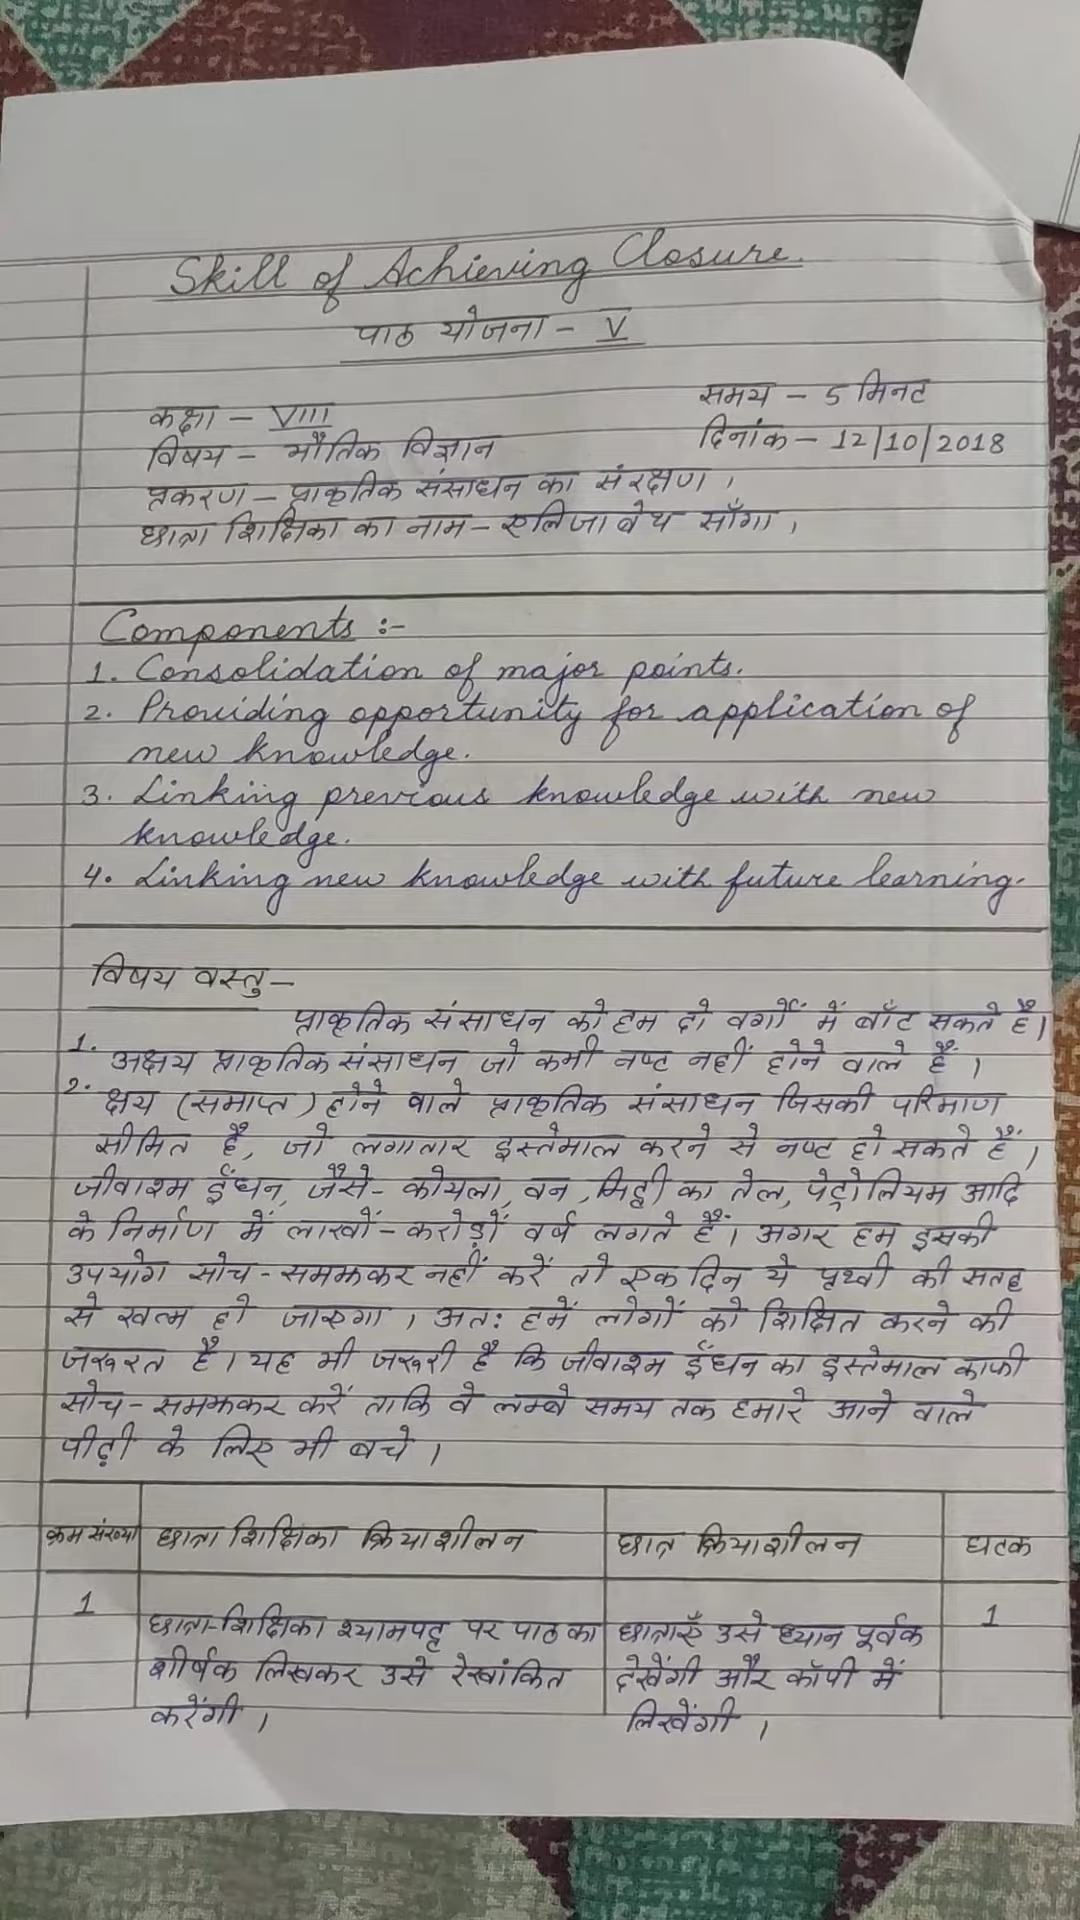 Skill of Achieving Closure.
पाठ योजना - V
कक्षा - VIII
समय - 5 मिनट
विषय - भौतिक विज्ञान
दिनांक - 12/10/2018
प्रकरण - प्राकृतिक संसाधन का संरक्षण ।
छात्रा शिक्षिका का नाम - एलिजाबेथ साँगा ।
Components :-
1. Consolidation of major points.
2. Providing opportunity for application of
new knowledge.
3. Linking previous knowledge with new
knowledge.
4. Linking new knowledge with future learning.
विषय वस्तु -
प्राकृतिक संसाधन को हम दो वर्गों में बाँट सकते है।
1. अक्षय प्राकृतिक संसाधन जो कभी नष्ट नहीं होने वाले हैं ।
2. क्षय (समाप्त) होने वाले प्राकृतिक संसाधन जिसकी परिमाण
सीमित है, जो लगातार इस्तेमाल करने से नष्ट हो सकते हैं ।
जीवाश्म ईंधन, जैसे - कोयला, वन, मिट्टी का तेल, पेट्रोलियम आदि
के निर्माण में लाखों - करोड़ों वर्ष लगते हैं। अगर हम इसकी
उपयोग सोच - समझकर नहीं करें तो एक दिन ये पृथ्वी की सतह
से खत्म हो जाएगा । अतः हमें लोगों को शिक्षित करने की
जरूरत है। यह भी जरूरी है कि जीवाश्म ईंधन का इस्तेमाल काफी
सोच - समझकर करें ताकि वे लम्बे समय तक हमारे आने वाले
पीढ़ी के लिए भी बचे ।
क्रम संख्या छात्रा शिक्षिका क्रियाशीलन छात्र क्रियाशीलन घटक
1 छात्रा-शिक्षिका श्यामपट्ट पर पाठ का छात्राएँ उसे ध्यान पूर्वक 1
शीर्षक लिखकर उसे रेखांकित देखेंगी और कॉपी में
करेंगी । लिखेंगी ।